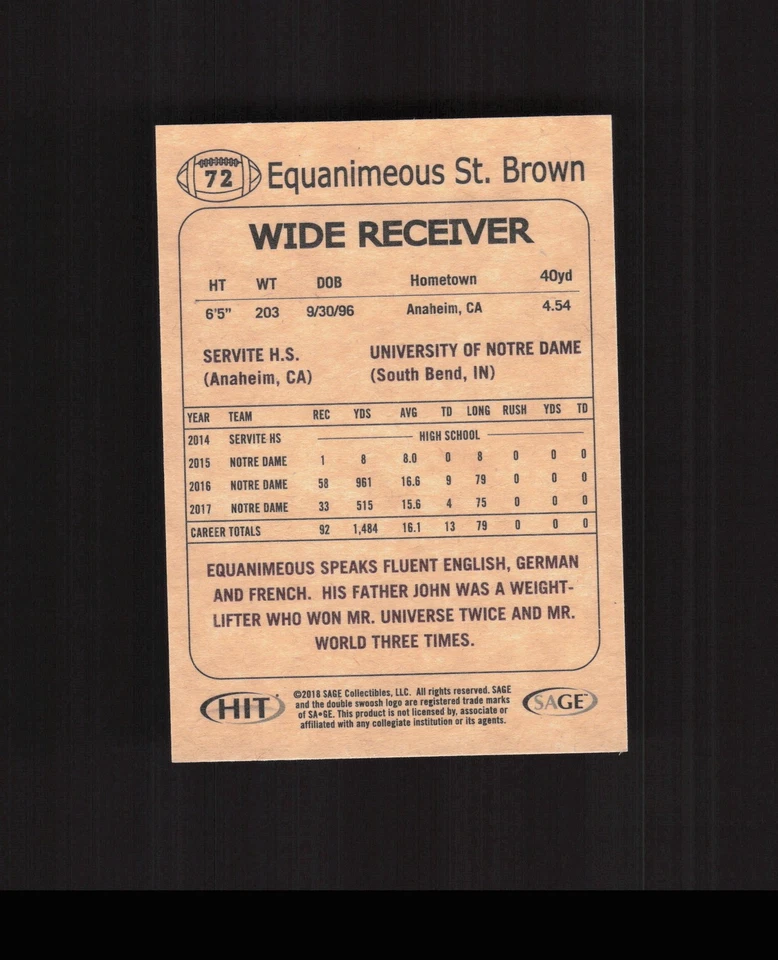 72 Equanimeous St. Brown
WIDE RECEIVER
HT WT DOB Hometown 40yd
6'5" 203 9/30/96 Anaheim, CA 4.54
SERVITE H.S. UNIVERSITY OF NOTRE DAME
(Anaheim, CA) (South Bend, IN)
YEAR TEAM REC YDS AVG TD LONG RUSH YDS TD
2014 SERVITE HS HIGH SCHOOL
2015 NOTRE DAME 1 8 8.0 0 8 0 0 0
2016 NOTRE DAME 58 961 16.6 9 79 0 0 0
2017 NOTRE DAME 33 515 15.6 4 75 0 0 0
CAREER TOTALS 92 1,484 16.1 13 79 0 0 0
EQUANIMEOUS SPEAKS FLUENT ENGLISH, GERMAN
AND FRENCH. HIS FATHER JOHN WAS A WEIGHT-
LIFTER WHO WON MR. UNIVERSE TWICE AND MR.
WORLD THREE TIMES.
HIT
©2018 SAGE Collectibles, LLC. All rights reserved. SAGE
and the double swoosh logo are registered trade marks
of SA•GE. This product is not licensed by, associate or
affiliated with any collegiate institution or its agents.
SAGE™